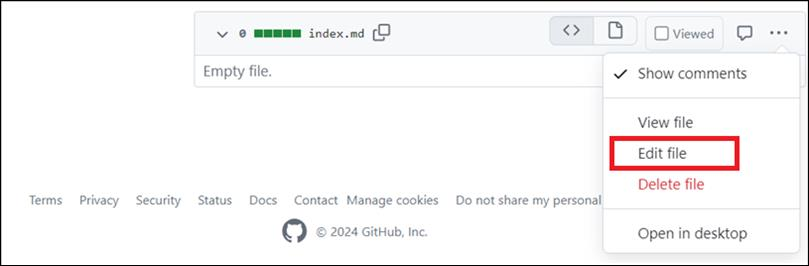 0 index.md Viewed
Empty file.
Show comments
View file
Edit file
Delete file
Open in desktop
Terms Privacy Security Status Docs Contact Manage cookies Do not share my personal
© 2024 GitHub, Inc.